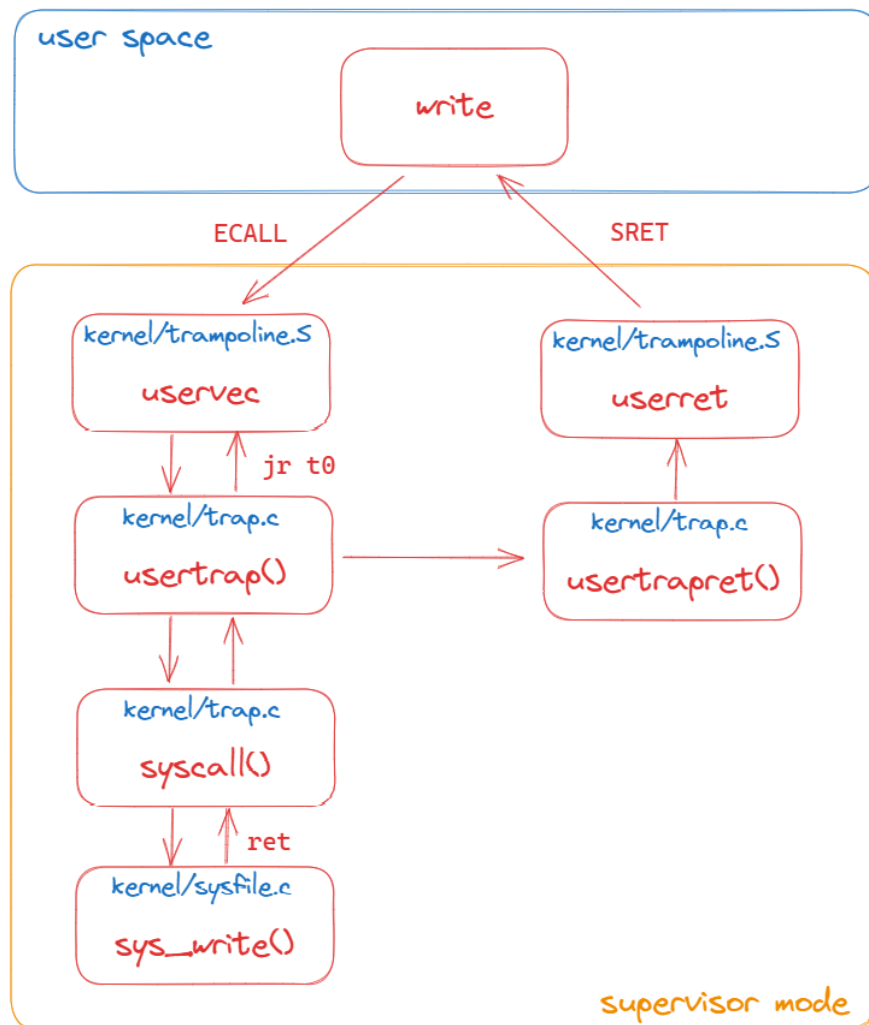 user space
write
ECALL
SRET
kernel/trampoline.S
uservec
kernel/trampoline.S
userret
jr t0
kernel/trap.c
usertrap()
kernel/trap.c
usertrapret()
kernel/trap.c
syscall()
ret
kernel/sysfile.c
sys_write()
supervisor mode